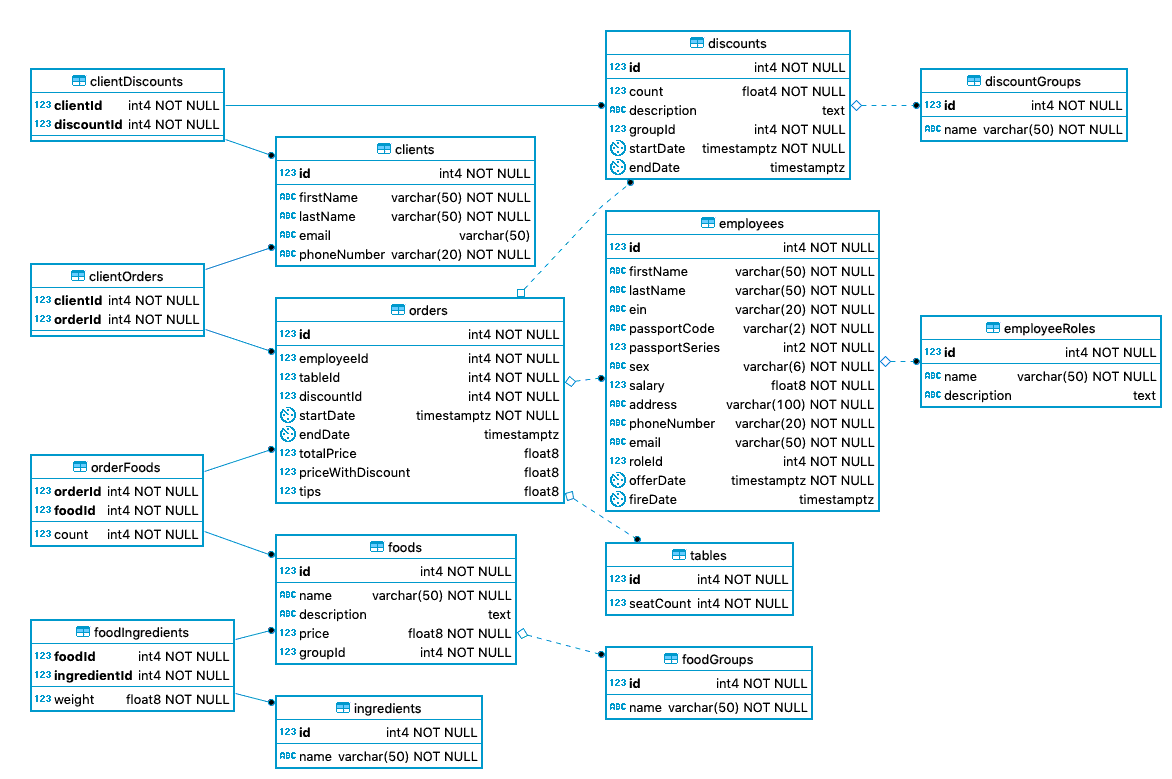 clientDiscounts
123 clientId int4 NOT NULL
123 discountId int4 NOT NULL
clients
123 id int4 NOT NULL
ABC firstName varchar(50) NOT NULL
ABC lastName varchar(50) NOT NULL
ABC email varchar(50)
ABC phoneNumber varchar(20) NOT NULL
clientOrders
123 clientId int4 NOT NULL
123 orderId int4 NOT NULL
orders
123 id int4 NOT NULL
123 employeeId int4 NOT NULL
123 tableId int4 NOT NULL
123 discountId int4 NOT NULL
startDate timestamptz NOT NULL
endDate timestamptz
123 totalPrice float8
123 priceWithDiscount float8
123 tips float8
orderFoods
123 orderId int4 NOT NULL
123 foodId int4 NOT NULL
123 count int4 NOT NULL
foods
123 id int4 NOT NULL
ABC name varchar(50) NOT NULL
ABC description text
123 price float8 NOT NULL
123 groupId int4 NOT NULL
foodIngredients
123 foodId int4 NOT NULL
123 ingredientId int4 NOT NULL
123 weight float8 NOT NULL
ingredients
123 id int4 NOT NULL
ABC name varchar(50) NOT NULL
discounts
123 id int4 NOT NULL
123 count float4 NOT NULL
ABC description text
123 groupId int4 NOT NULL
startDate timestamptz NOT NULL
endDate timestamptz
discountGroups
123 id int4 NOT NULL
ABC name varchar(50) NOT NULL
employees
123 id int4 NOT NULL
ABC firstName varchar(50) NOT NULL
ABC lastName varchar(50) NOT NULL
ABC ein varchar(20) NOT NULL
ABC passportCode varchar(2) NOT NULL
123 passportSeries int2 NOT NULL
ABC sex varchar(6) NOT NULL
123 salary float8 NOT NULL
ABC address varchar(100) NOT NULL
ABC phoneNumber varchar(20) NOT NULL
ABC email varchar(50) NOT NULL
123 roleId int4 NOT NULL
offerDate timestamptz NOT NULL
fireDate timestamptz
employeeRoles
123 id int4 NOT NULL
ABC name varchar(50) NOT NULL
ABC description text
tables
123 id int4 NOT NULL
123 seatCount int4 NOT NULL
foodGroups
123 id int4 NOT NULL
ABC name varchar(50) NOT NULL